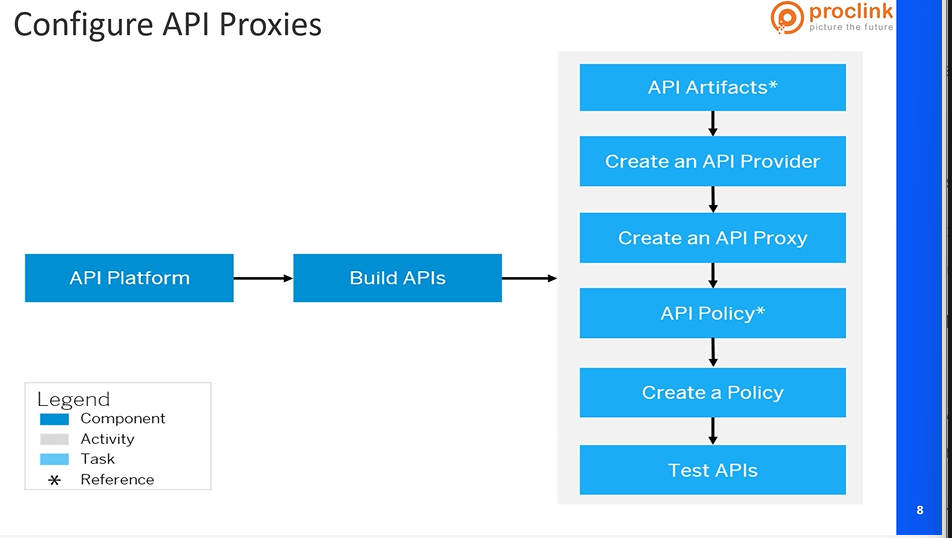 Configure API Proxies
proclink
picture the future
API Platform
Build APIs
API Artifacts*
Create an API Provider
Create an API Proxy
API Policy*
Create a Policy
Test APIs
Legend
Component
Activity
Task
* Reference
8